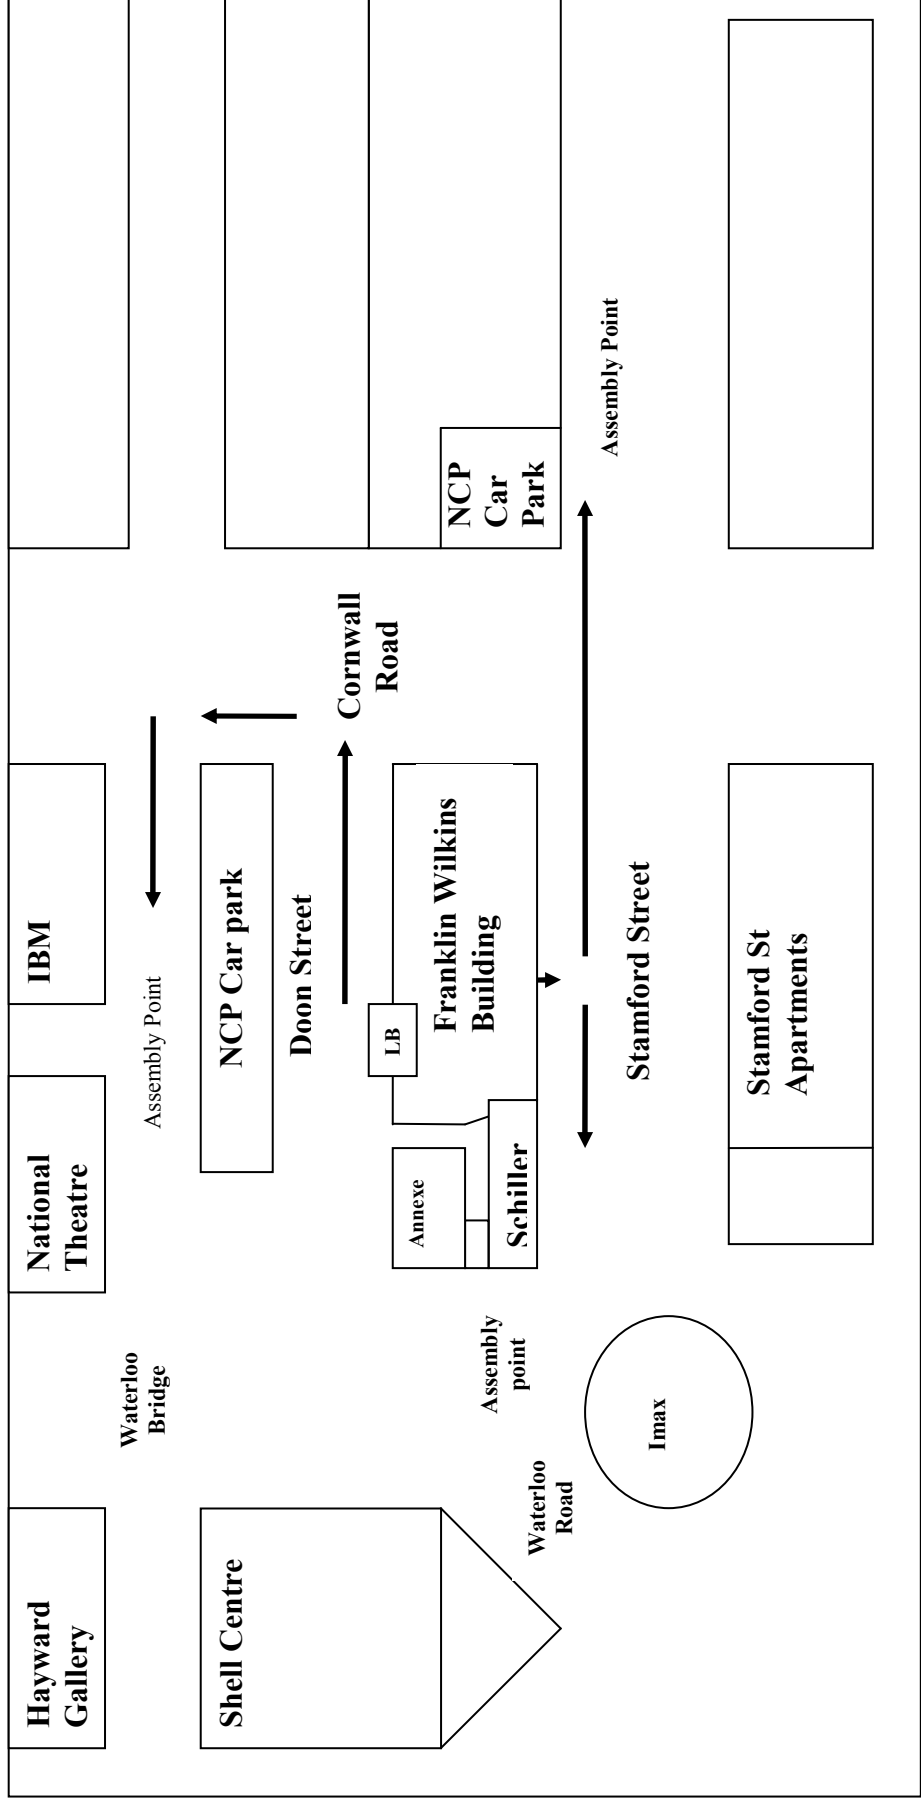 Hayward
Gallery
National
Theatre
IBM
Waterloo
Bridge
Assembly Point
Shell Centre
NCP Car park
Doon Street
Cornwall
Road
LB
Annexe
Franklin Wilkins
Building
NCP
Car
Park
Schiller
Assembly
point
Waterloo
Road
Assembly Point
Stamford Street
Imax
Stamford St
Apartments